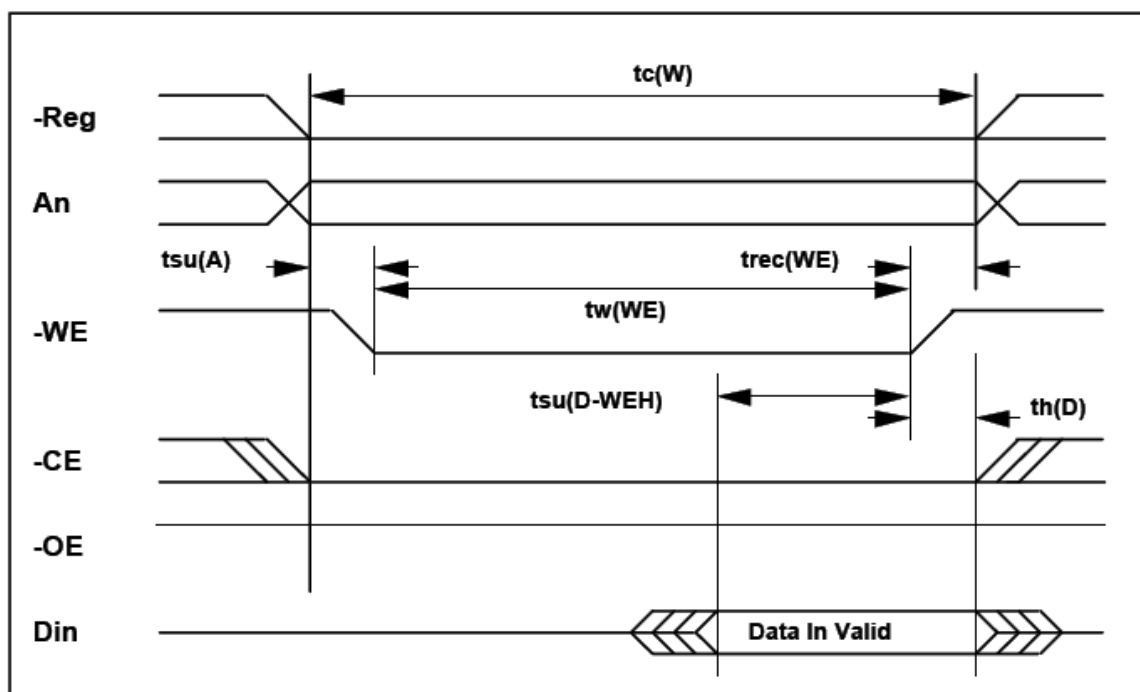 tc(W)
-Reg
An
tsu(A)
trec(WE)
tw(WE)
-WE
tsu(D-WEH)
th(D)
-CE
-OE
Din
Data In Valid